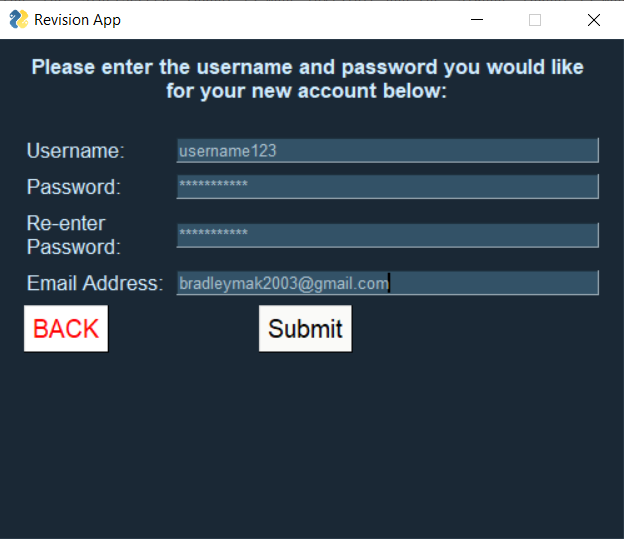 Revision App
Please enter the username and password you would like
for your new account below:
Username: username123
Password: ***********
Re-enter
Password: ***********
Email Address: bradleymak2003@gmail.com
BACK Submit